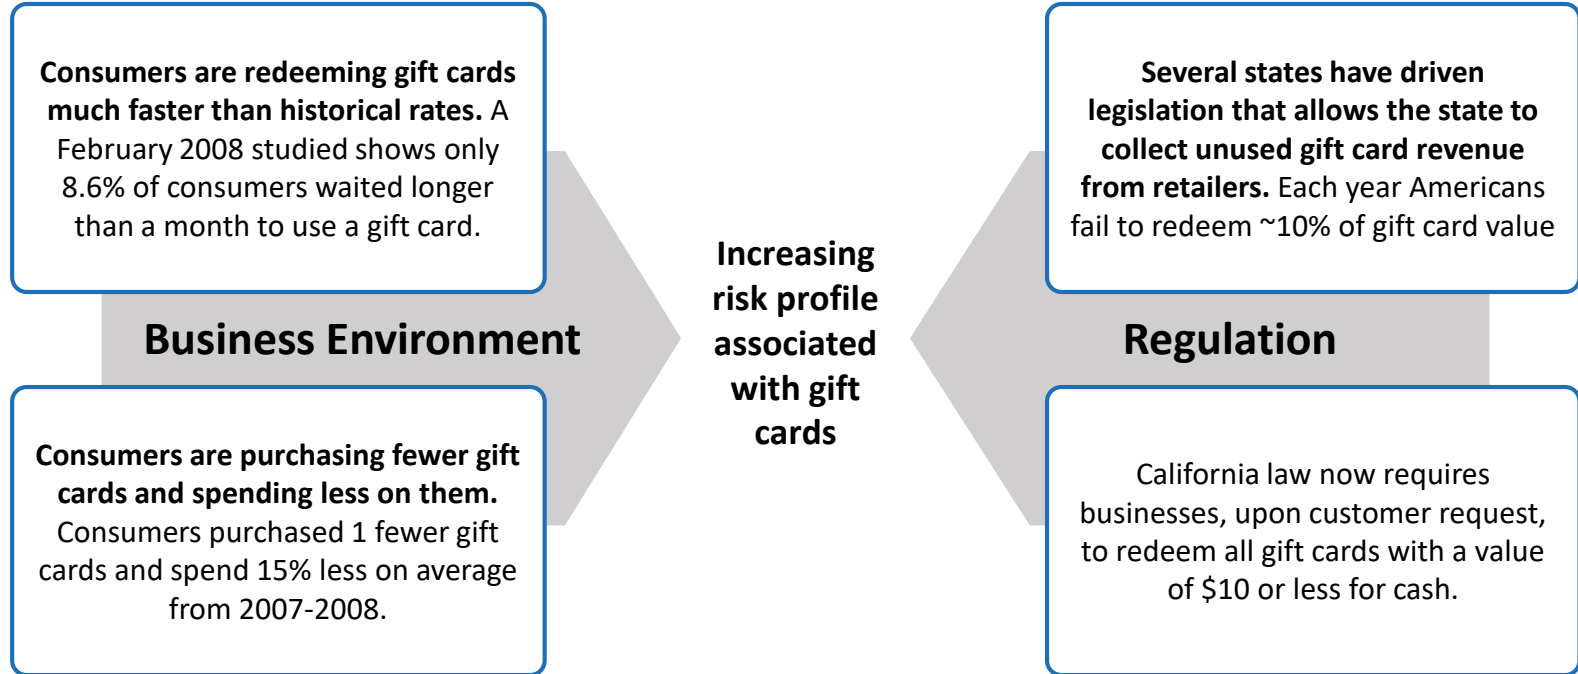 Consumers are redeeming gift cards
much faster than historical rates. A
February 2008 studied shows only
8.6% of consumers waited longer
than a month to use a gift card.
Business Environment
Consumers are purchasing fewer gift
cards and spending less on them.
Consumers purchased 1 fewer gift
cards and spend 15% less on average
from 2007-2008.
Increasing
risk profile
associated
with gift
cards
Several states have driven
legislation that allows the state to
collect unused gift card revenue
from retailers. Each year Americans
fail to redeem ~10% of gift card value
Regulation
California law now requires
businesses, upon customer request,
to redeem all gift cards with a value
of $10 or less for cash.